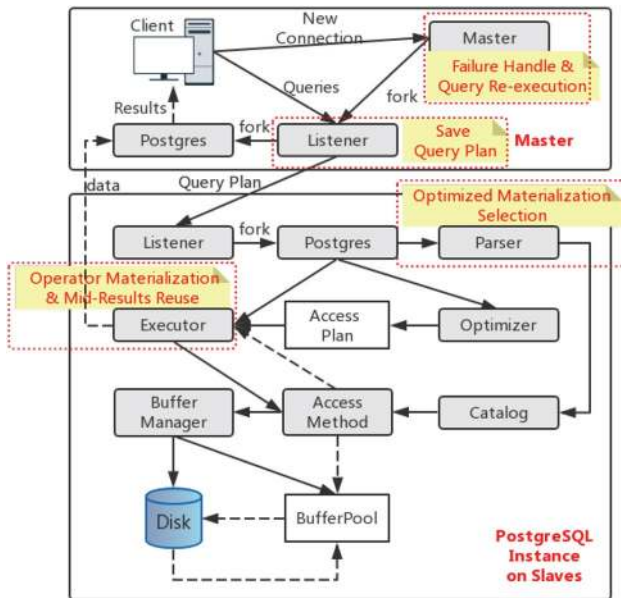 Client
New
Connection
Master
Failure Handle &
Query Re-execution
Queries
fork
Results
Postgres
fork
Listener
Save
Query Plan
Master
data
Query Plan
Optimized Materialization
Selection
Listener
fork
Postgres
Parser
Operator Materialization
& Mid-Results Reuse
Executor
Access
Plan
Optimizer
Buffer
Manager
Access
Method
Catalog
Disk
BufferPool
PostgreSQL
Instance
on Slaves